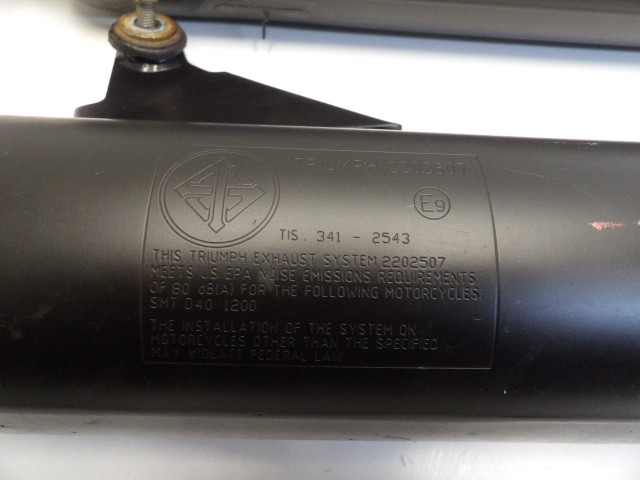 TRIUMPH 2202507
E9
TIS. 341 - 2543
THIS TRIUMPH EXHAUST SYSTEM 2202507
MEETS US EPA NOISE EMISSIONS REQUIREMENTS
OF 80 dB(A) FOR THE FOLLOWING MOTORCYCLES:
SMT D40 1200
THE INSTALLATION OF THE SYSTEM ON
MOTORCYCLES OTHER THAN THE SPECIFIED
MAY VIOLATE FEDERAL LAW